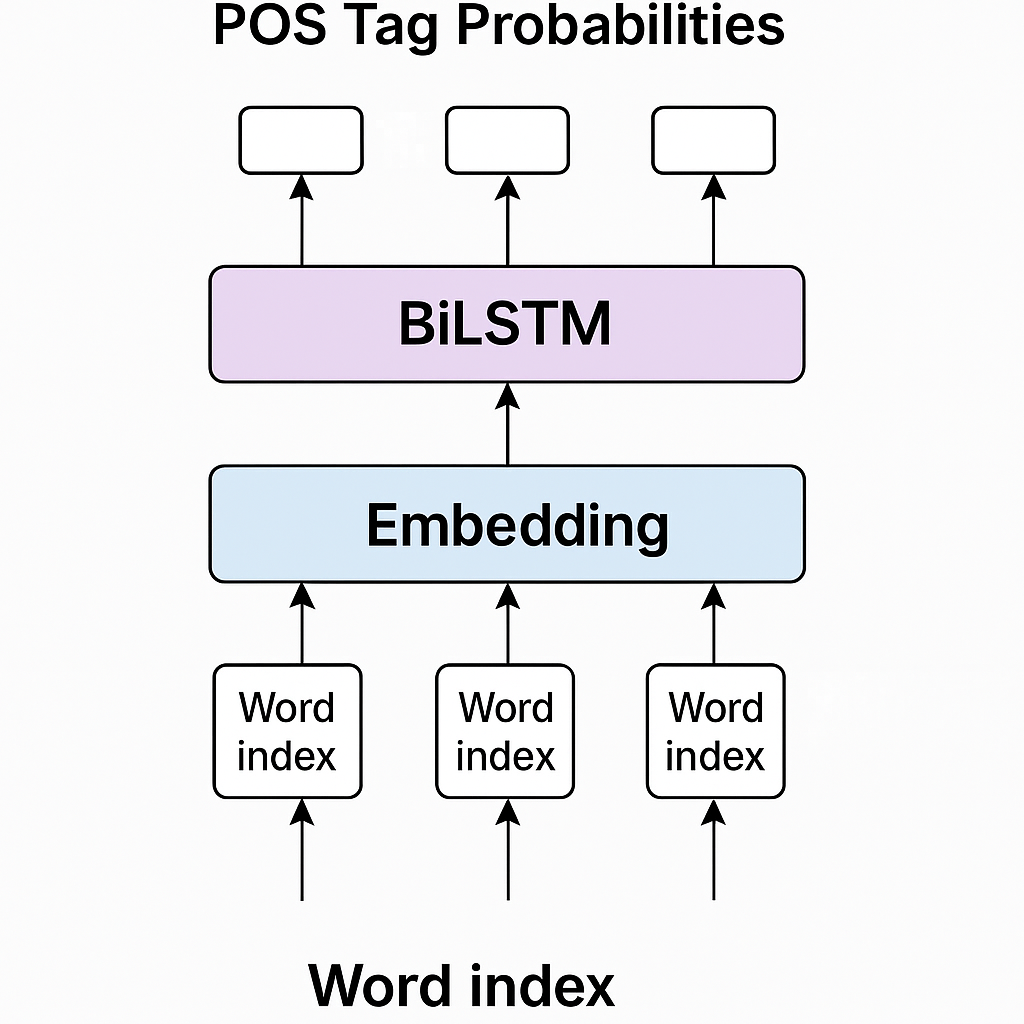 POS Tag Probabilities
BiLSTM
Embedding
Word
index
Word
index
Word
index
Word index